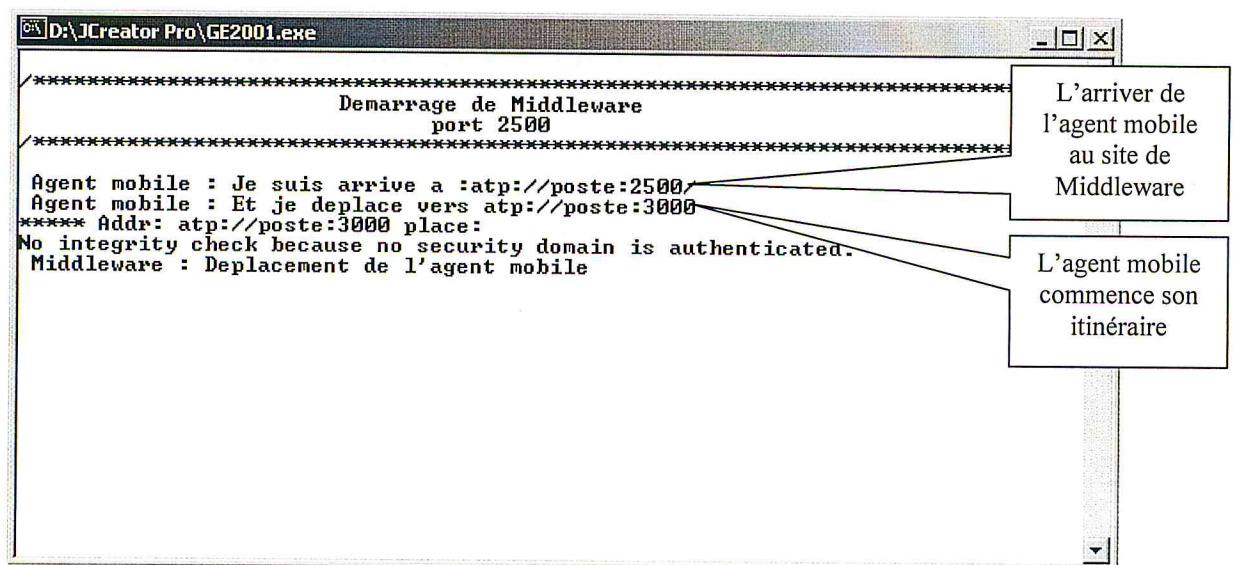 D:\JCreator Pro\GE2001.exe
/*********************************************************************
Demarrage de Middleware
port 2500
/*********************************************************************
Agent mobile : Je suis arrive a :atp://poste:2500/
Agent mobile : Et je deplace vers atp://poste:3000
***** Addr: atp://poste:3000 place:
No integrity check because no security domain is authenticated.
Middleware : Deplacement de l'agent mobile
L'arriver de
l'agent mobile
au site de
Middleware
L'agent mobile
commence son
itinéraire